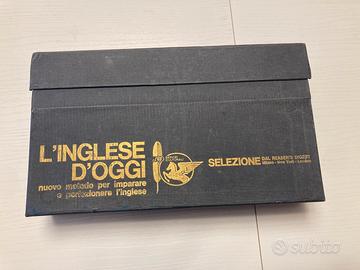 L'INGLESE
D'OGGI
nuovo metodo per imparare
e perfezionare l'inglese
SELEZIONE DAL READER'S DIGEST
Milano - New York - London
subito